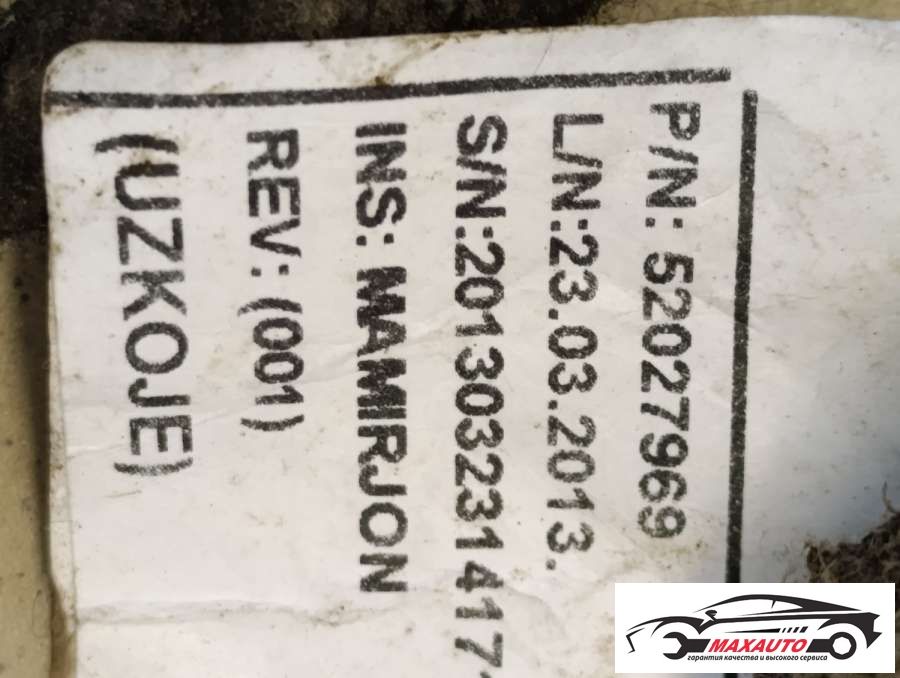 P/N: 52027969
L/N:23.03.2013.
S/N:20130323141
INS: MAMIRJON
REV: (001)
(UZKOJE)
MAXAUTO
гарантия качества и высокого сервиса